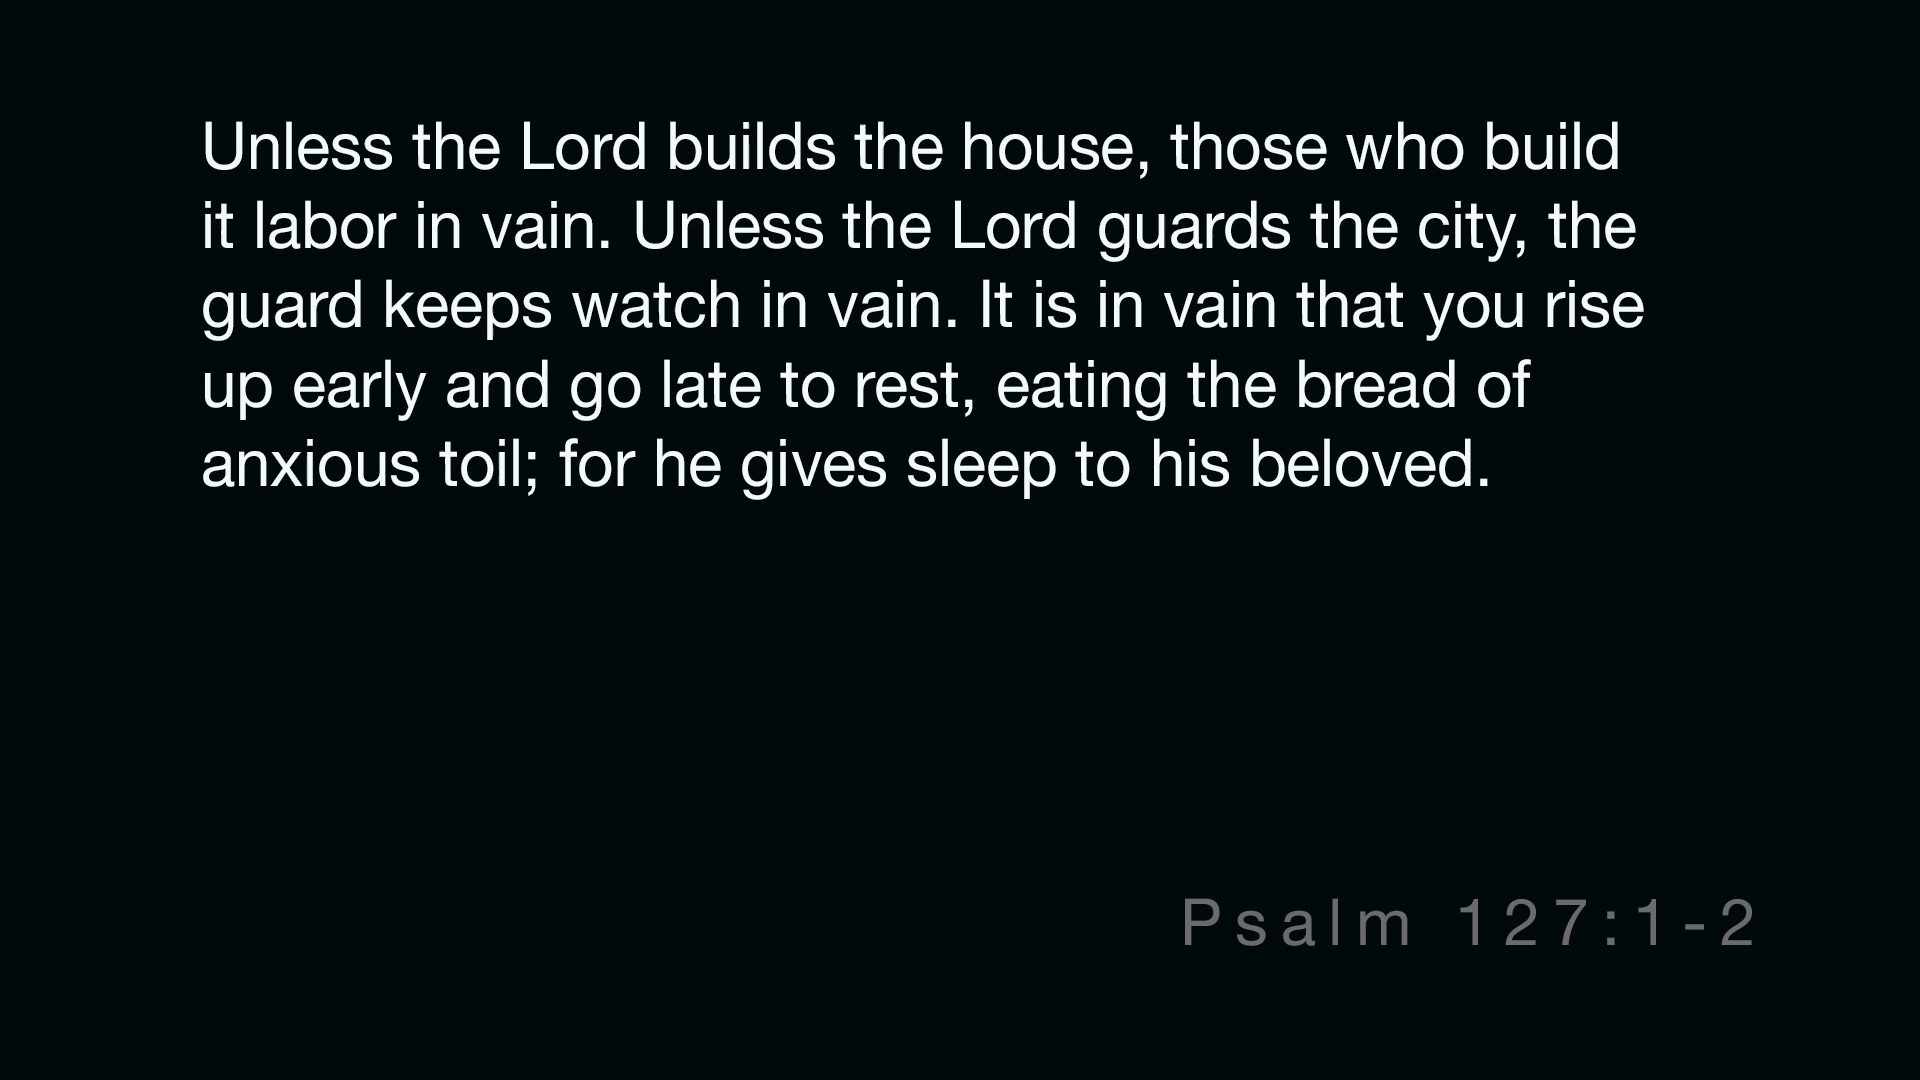 Unless the Lord builds the house, those who build
it labor in vain. Unless the Lord guards the city, the
guard keeps watch in vain. It is in vain that you rise
up early and go late to rest, eating the bread of
anxious toil; for he gives sleep to his beloved.
Psalm 127:1-2